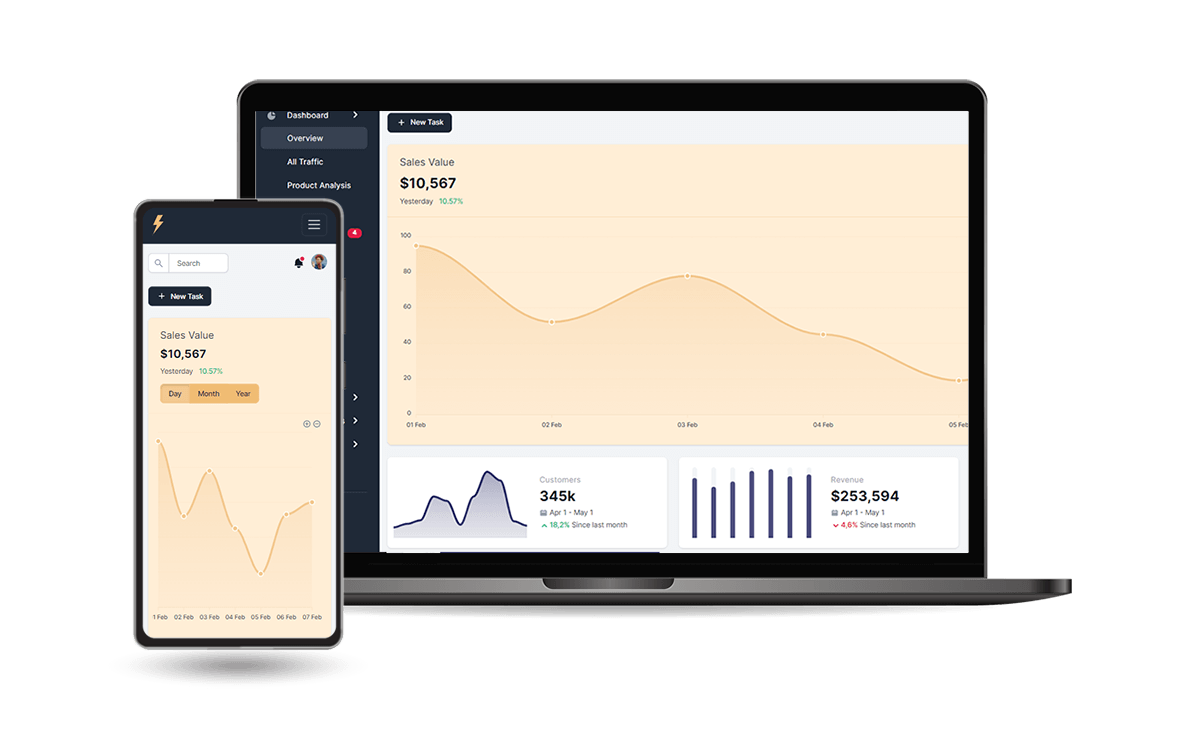 Dashboard
Overview
All Traffic
Product Analysis
4
+ New Task
Sales Value
$10,567
Yesterday 10.57%
100
80
60
40
20
0
01 Feb 02 Feb 03 Feb 04 Feb 05 Feb
Customers
345k
Apr 1 - May 1
18,2% Since last month
Revenue
$253,594
Apr 1 - May 1
4,6% Since last month
Search
+ New Task
Sales Value
$10,567
Yesterday 10.57%
Day Month Year
1 Feb 02 Feb 03 Feb 04 Feb 05 Feb 06 Feb 07 Feb